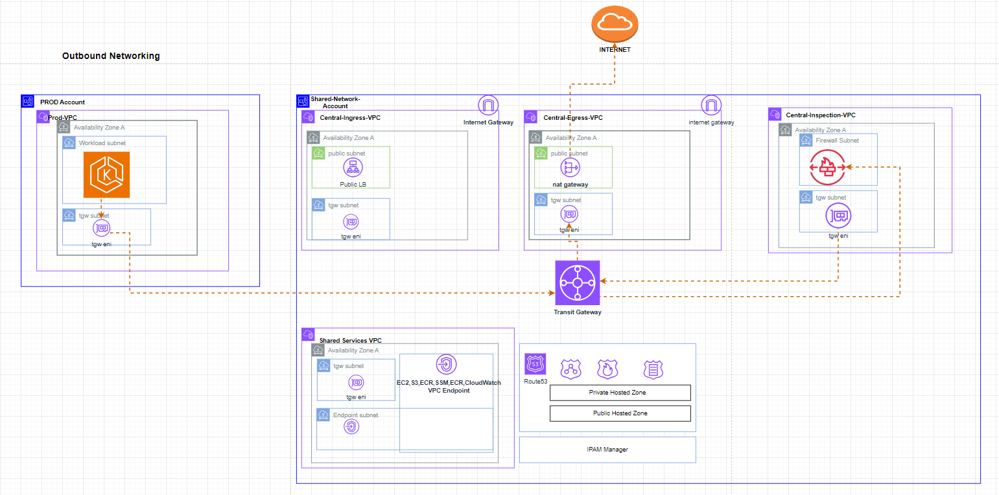 INTERNET
Outbound Networking
PROD Account
Prod-VPC
Availability Zone A
Workload subnet
K
tgw subnet
tgw eni
Shared-Network-
Account
Central-Ingress-VPC
Internet Gateway
Availability Zone A
public subnet
Public LB
tgw subnet
tgw eni
Central-Egress-VPC
internet gateway
Availability Zone A
public subnet
nat gateway
tgw subnet
tgw eni
Central-Inspection-VPC
Availability Zone A
Firewall Subnet
tgw subnet
tgw eni
Transit Gateway
Shared Services VPC
Availability Zone A
tgw subnet
tgw eni
EC2,S3,ECR,SSM,ECR,CloudWatch
VPC Endpoint
Endpoint subnet
53
Route53
Private Hosted Zone
Public Hosted Zone
IPAM Manager